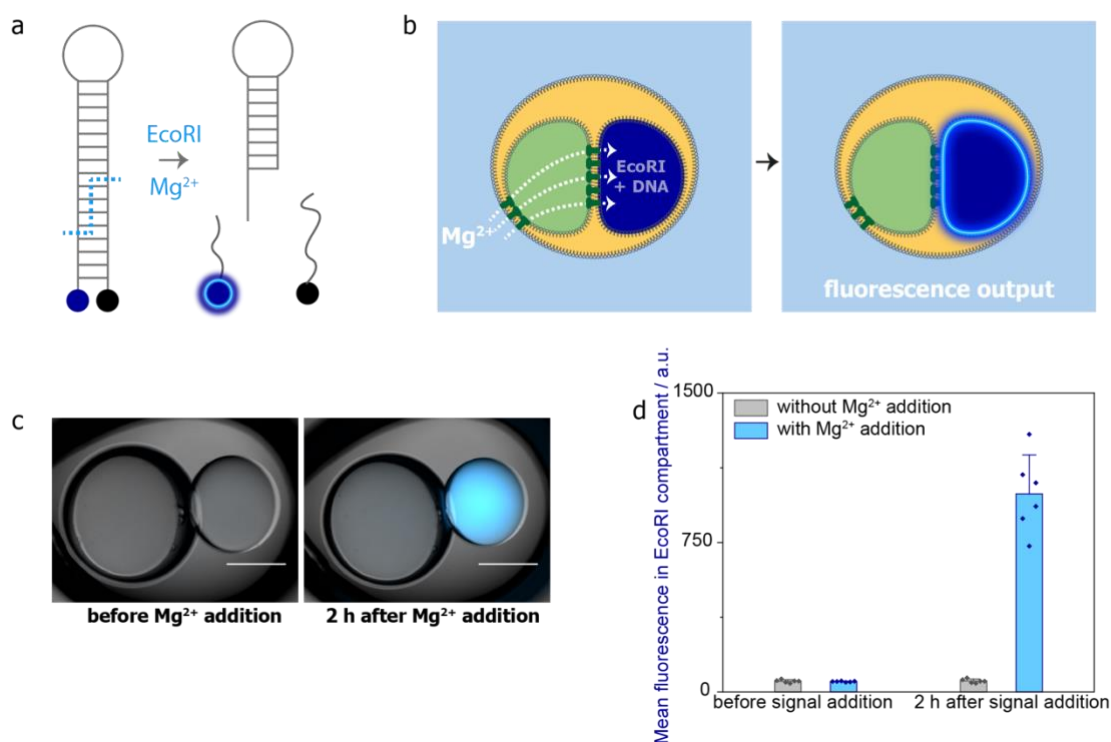 a
EcoRI
Mg²⁺
b
EcoRI
+ DNA
Mg²⁺
fluorescence output
c
before Mg²⁺ addition
2 h after Mg²⁺ addition
d
Mean fluorescence in EcoRI compartment / a.u.
1500
750
0
without Mg²⁺ addition
with Mg²⁺ addition
before signal addition
2 h after signal addition